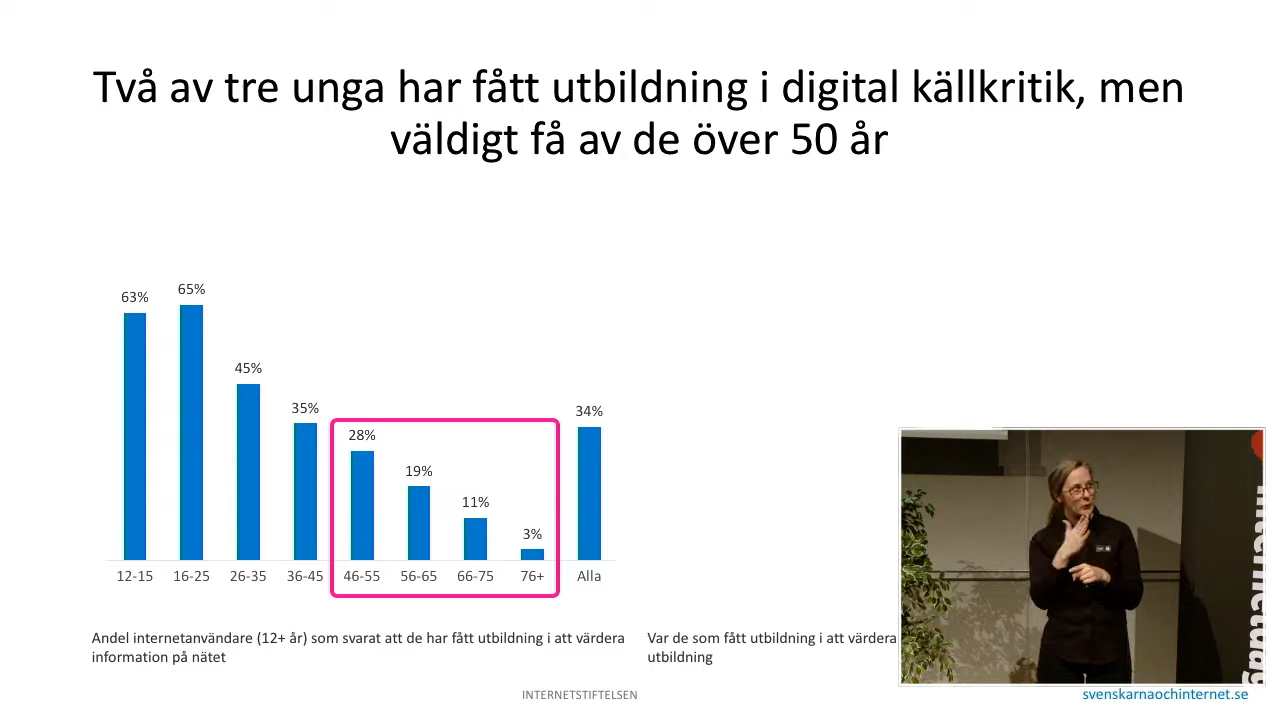 Två av tre unga har fått utbildning i digital källkritik, men
väldigt få av de över 50 år
63%
65%
45%
35%
28%
19%
11%
3%
34%
12-15
16-25
26-35
36-45
46-55
56-65
66-75
76+
Alla
Andel internetanvändare (12+ år) som svarat att de har fått utbildning i att värdera
information på nätet
Var de som fått utbildning i att värdera
utbildning
INTERNETSTIFTELSEN
svenskarnaochinternet.se